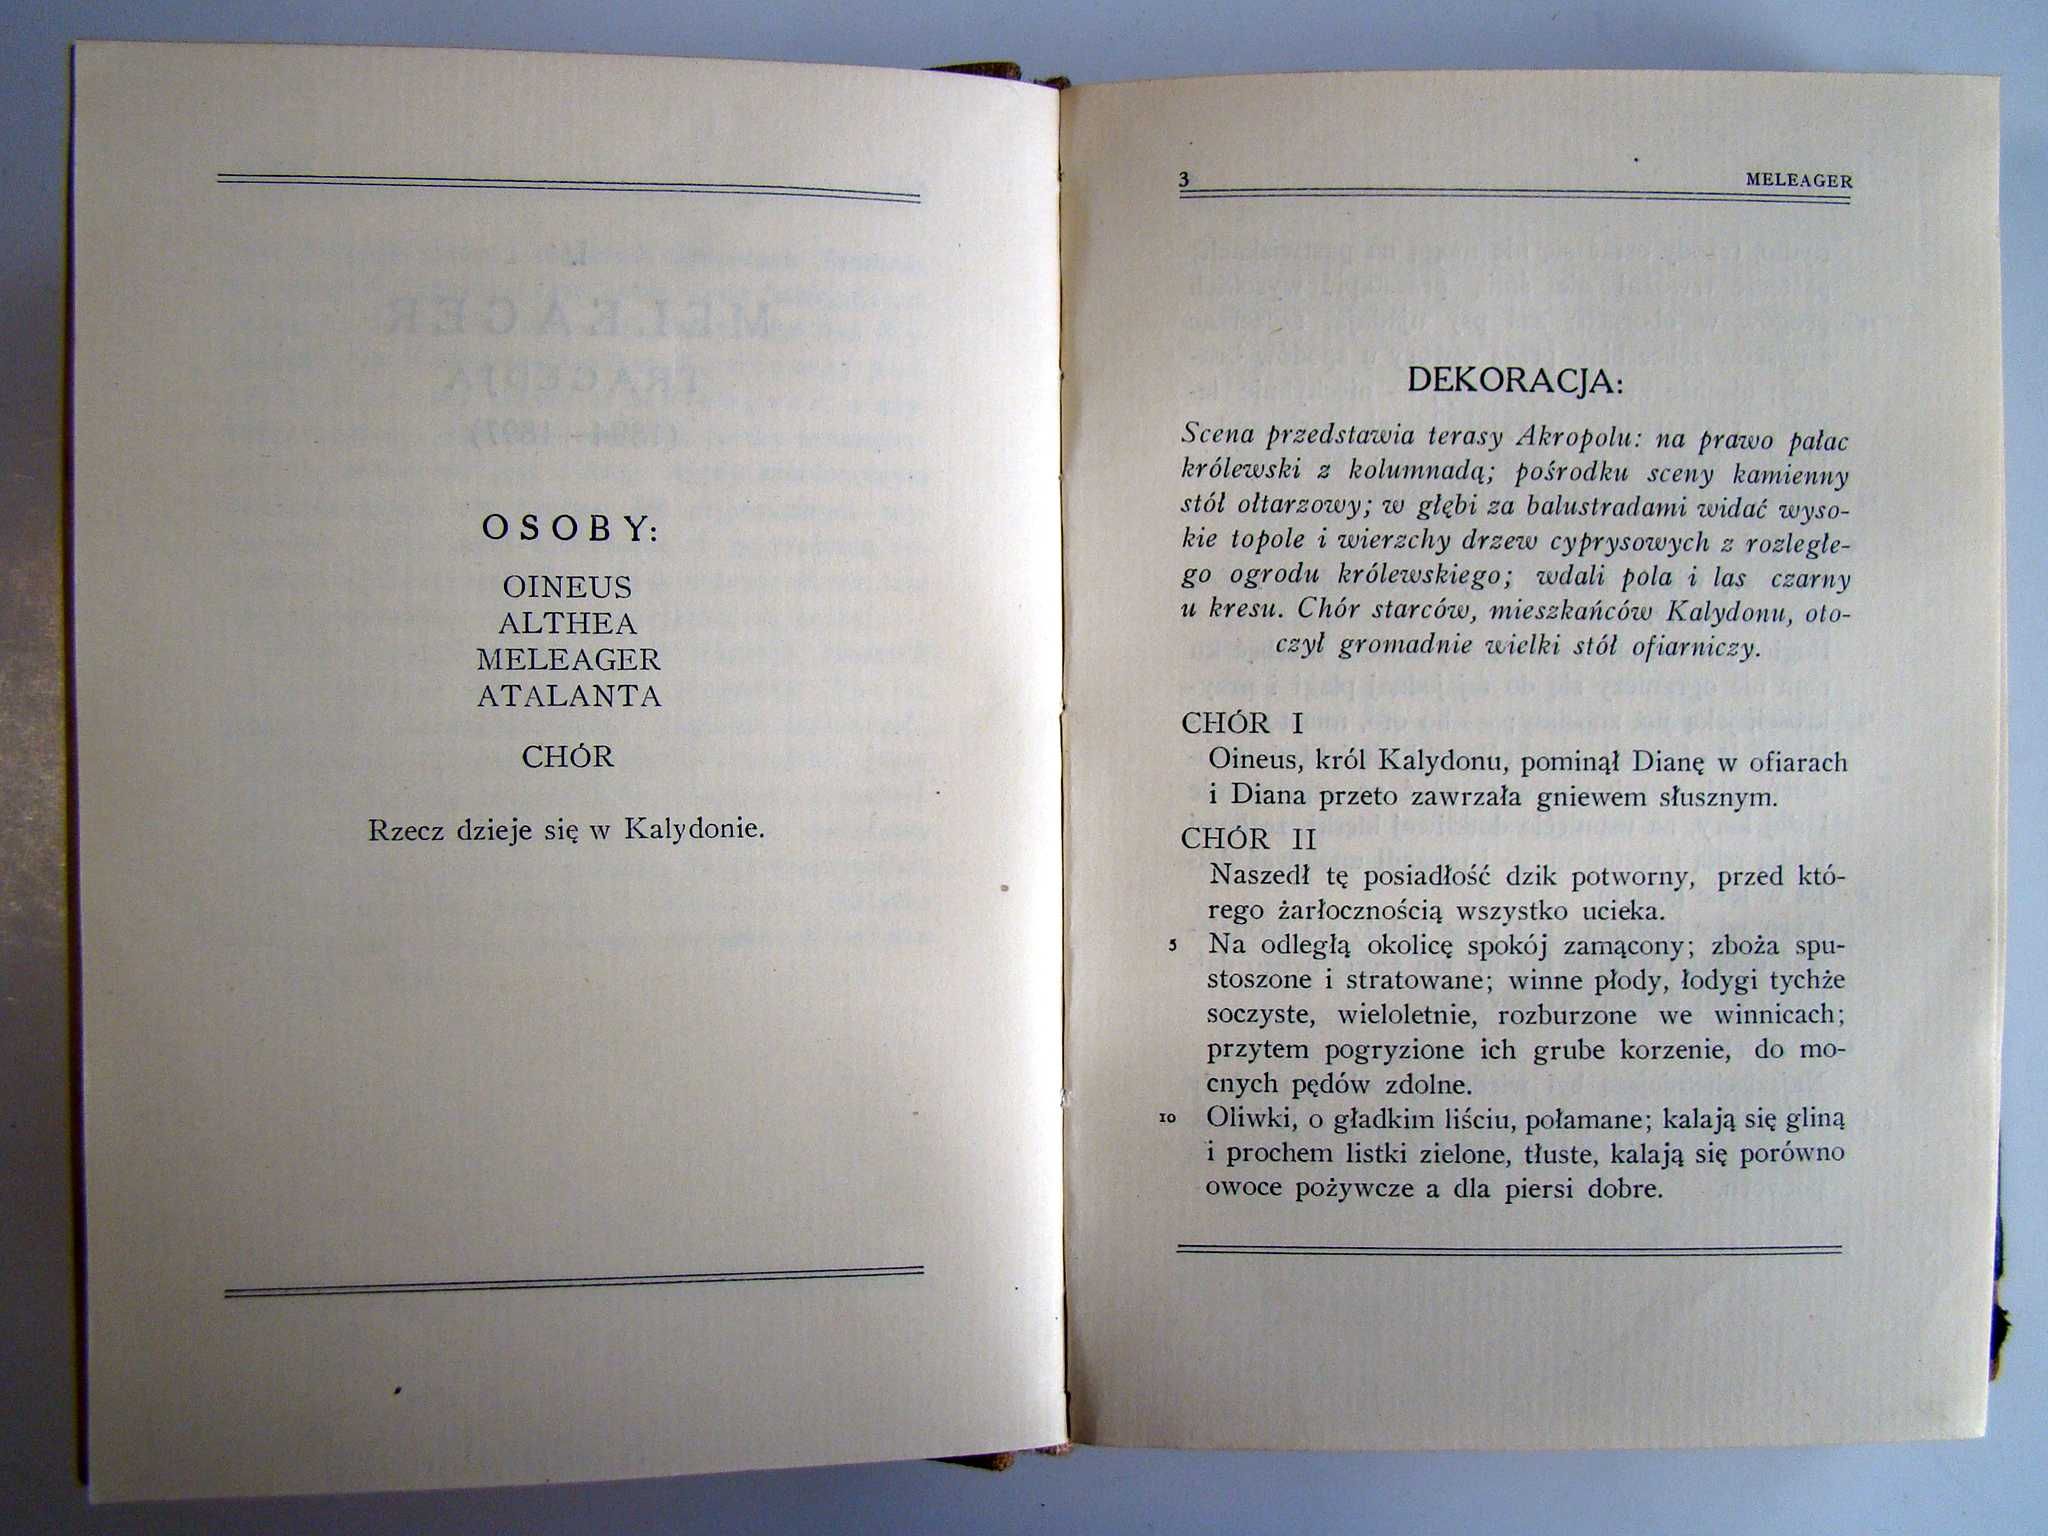 OSOBY:
OINEUS
ALTHEA
MELEAGER
ATALANTA
CHÓR
Rzecz dzieje się w Kalydonie.
3 MELEAGER
DEKORACJA:
Scena przedstawia terasy Akropolu: na prawo pałac
królewski z kolumnadą; pośrodku sceny kamienny
stół ołtarzowy; w głębi za balustradami widać wyso-
kie topole i wierzchy drzew cyprysowych z rozległe-
go ogrodu królewskiego; wdali pola i las czarny
u kresu. Chór starców, mieszkańców Kalydonu, oto-
czył gromadnie wielki stół ofiarniczy.
CHÓR I
Oineus, król Kalydonu, pominął Dianę w ofiarach
i Diana przeto zawrzała gniewem słusznym.
CHÓR II
Naszedł tę posiadłość dzik potworny, przed któ-
rego żarłocznością wszystko ucieka.
5 Na odległą okolicę spokój zamącony; zboża spu-
stoszone i stratowane; winne płody, łodygi tychże
soczyste, wieloletnie, rozburzone we winnicach;
przytem pogryzione ich grube korzenie, do mo-
cnych pędów zdolne.
10 Oliwki, o gładkim liściu, połamane; kalają się gliną
i prochem listki zielone, tłuste, kalają się porówno
owoce pożywcze a dla piersi dobre.